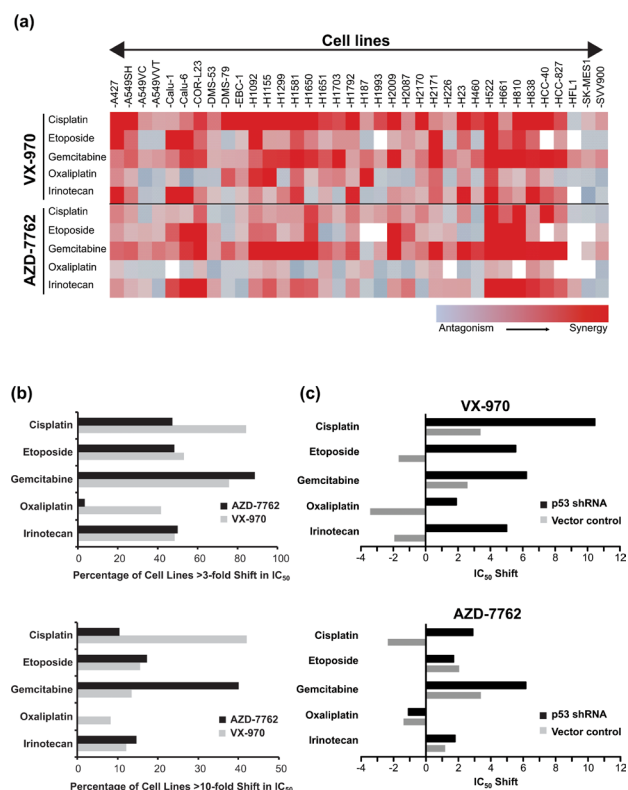 (a)
Cell lines
-A427
-A549SH
-A549VC
-A549VVT
-Calu-1
-Calu-6
-COR-L23
-DMS-53
-DMS-79
-EBC-1
-H1092
-H1155
-H1299
-H1581
-H1650
-H1651
-H1703
-H1792
-H187
-H1993
-H2009
-H2087
-H2170
-H2171
-H226
-H23
-H460
-H522
-H661
-H810
-H838
-HCC-40
-HCC-827
-HFL1
-SK-MES1
-SVV900
VX-970
Cisplatin
Etoposide
Gemcitabine
Oxaliplatin
Irinotecan
AZD-7762
Cisplatin
Etoposide
Gemcitabine
Oxaliplatin
Irinotecan
Antagonism
Synergy
(b)
Cisplatin
Etoposide
Gemcitabine
Oxaliplatin
Irinotecan
AZD-7762
VX-970
0 20 40 60 80 100
Percentage of Cell Lines >3-fold Shift in IC50
Cisplatin
Etoposide
Gemcitabine
Oxaliplatin
Irinotecan
AZD-7762
VX-970
0 10 20 30 40 50
Percentage of Cell Lines >10-fold Shift in IC50
(c)
VX-970
Cisplatin
Etoposide
Gemcitabine
Oxaliplatin
Irinotecan
p53 shRNA
Vector control
-4 -2 0 2 4 6 8 10 12
IC50 Shift
AZD-7762
Cisplatin
Etoposide
Gemcitabine
Oxaliplatin
Irinotecan
p53 shRNA
Vector control
-4 -2 0 2 4 6 8 10 12
IC50 Shift